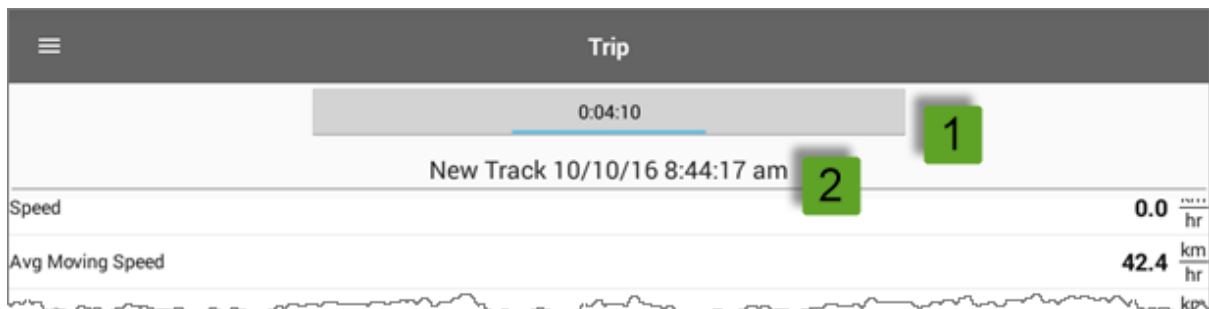 Trip
0:04:10
1
New Track 10/10/16 8:44:17 am
2
Speed 0.0 km/hr
Avg Moving Speed 42.4 km/hr